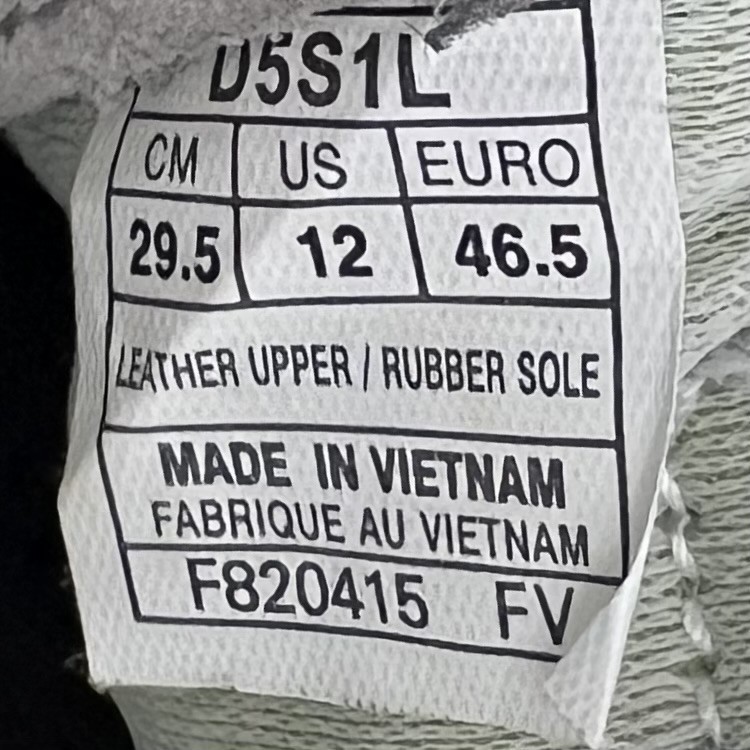 D5S1L
CM US EURO
29.5 12 46.5
LEATHER UPPER / RUBBER SOLE
MADE IN VIETNAM
FABRIQUE AU VIETNAM
F820415 FV